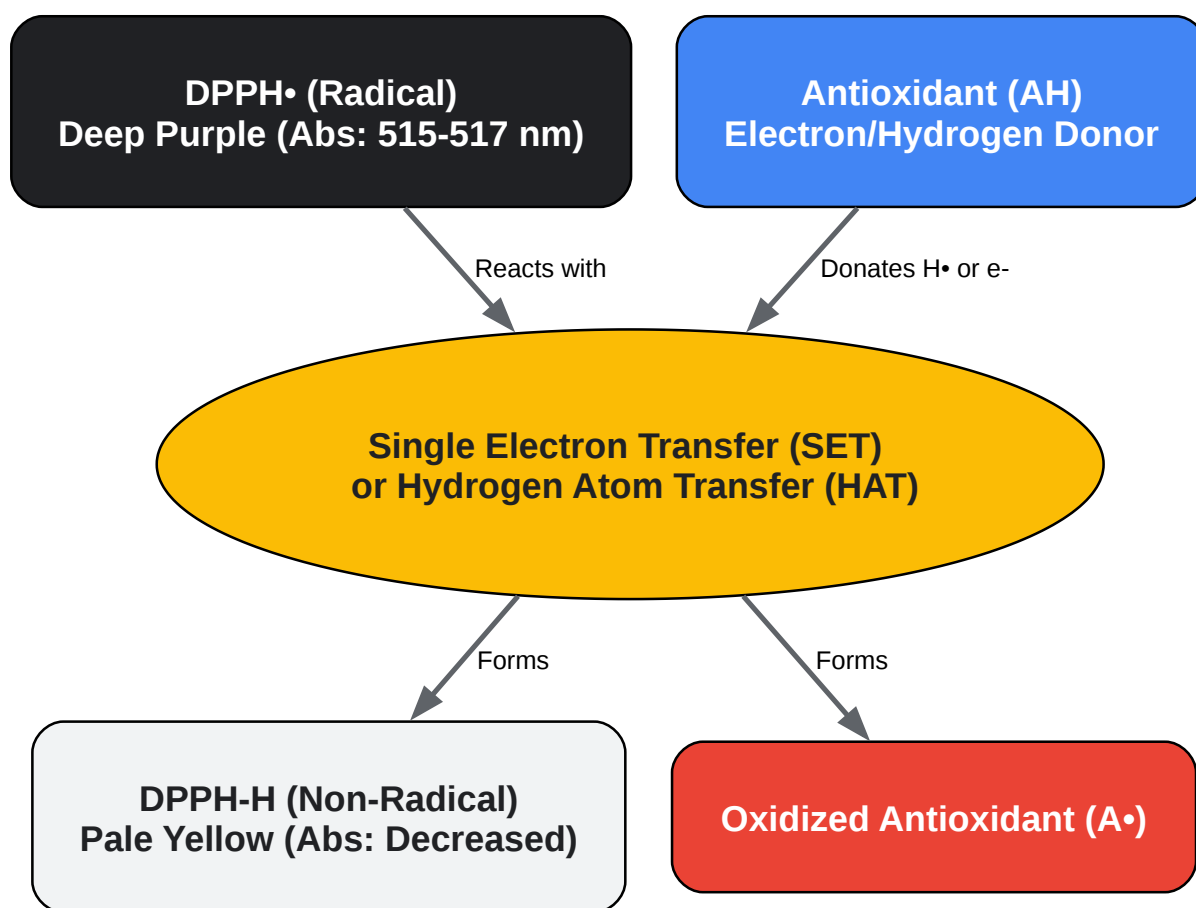 DPPH• (Radical)
Deep Purple (Abs: 515-517 nm)
Antioxidant (AH)
Electron/Hydrogen Donor
Reacts with
Donates H• or e-
Single Electron Transfer (SET)
or Hydrogen Atom Transfer (HAT)
Forms
Forms
DPPH-H (Non-Radical)
Pale Yellow (Abs: Decreased)
Oxidized Antioxidant (A•)